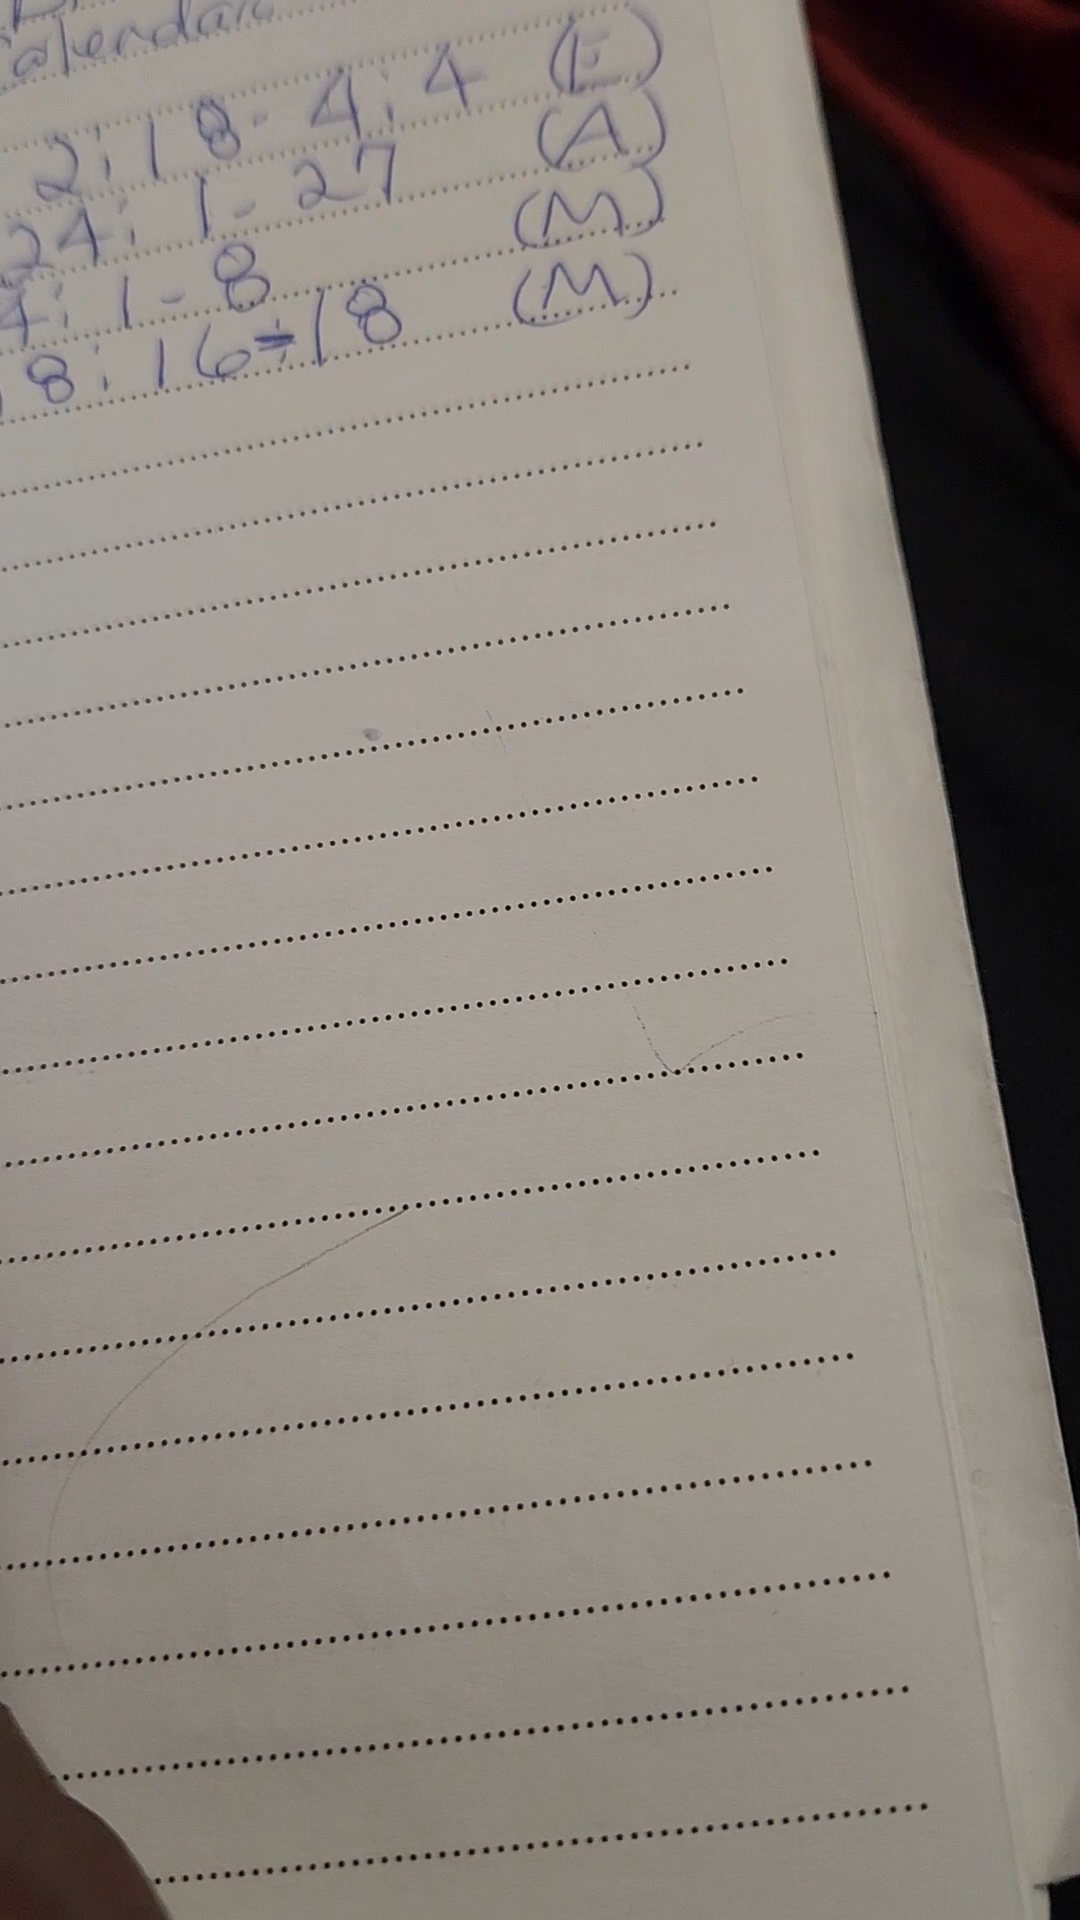 alendar
2:18-4:4 (E)
24:1-27 (A)
4:1-8 (M)
8:16-18 (M)